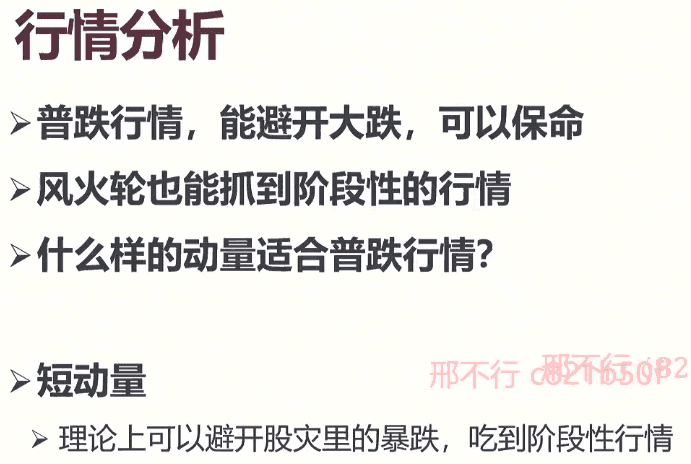 行情分析
➢普跌行情，能避开大跌，可以保命
➢风火轮也能抓到阶段性的行情
➢什么样的动量适合普跌行情？
➢短动量
邢不行
邢不行
➢理论上可以避开股灾里的暴跌，吃到阶段性行情